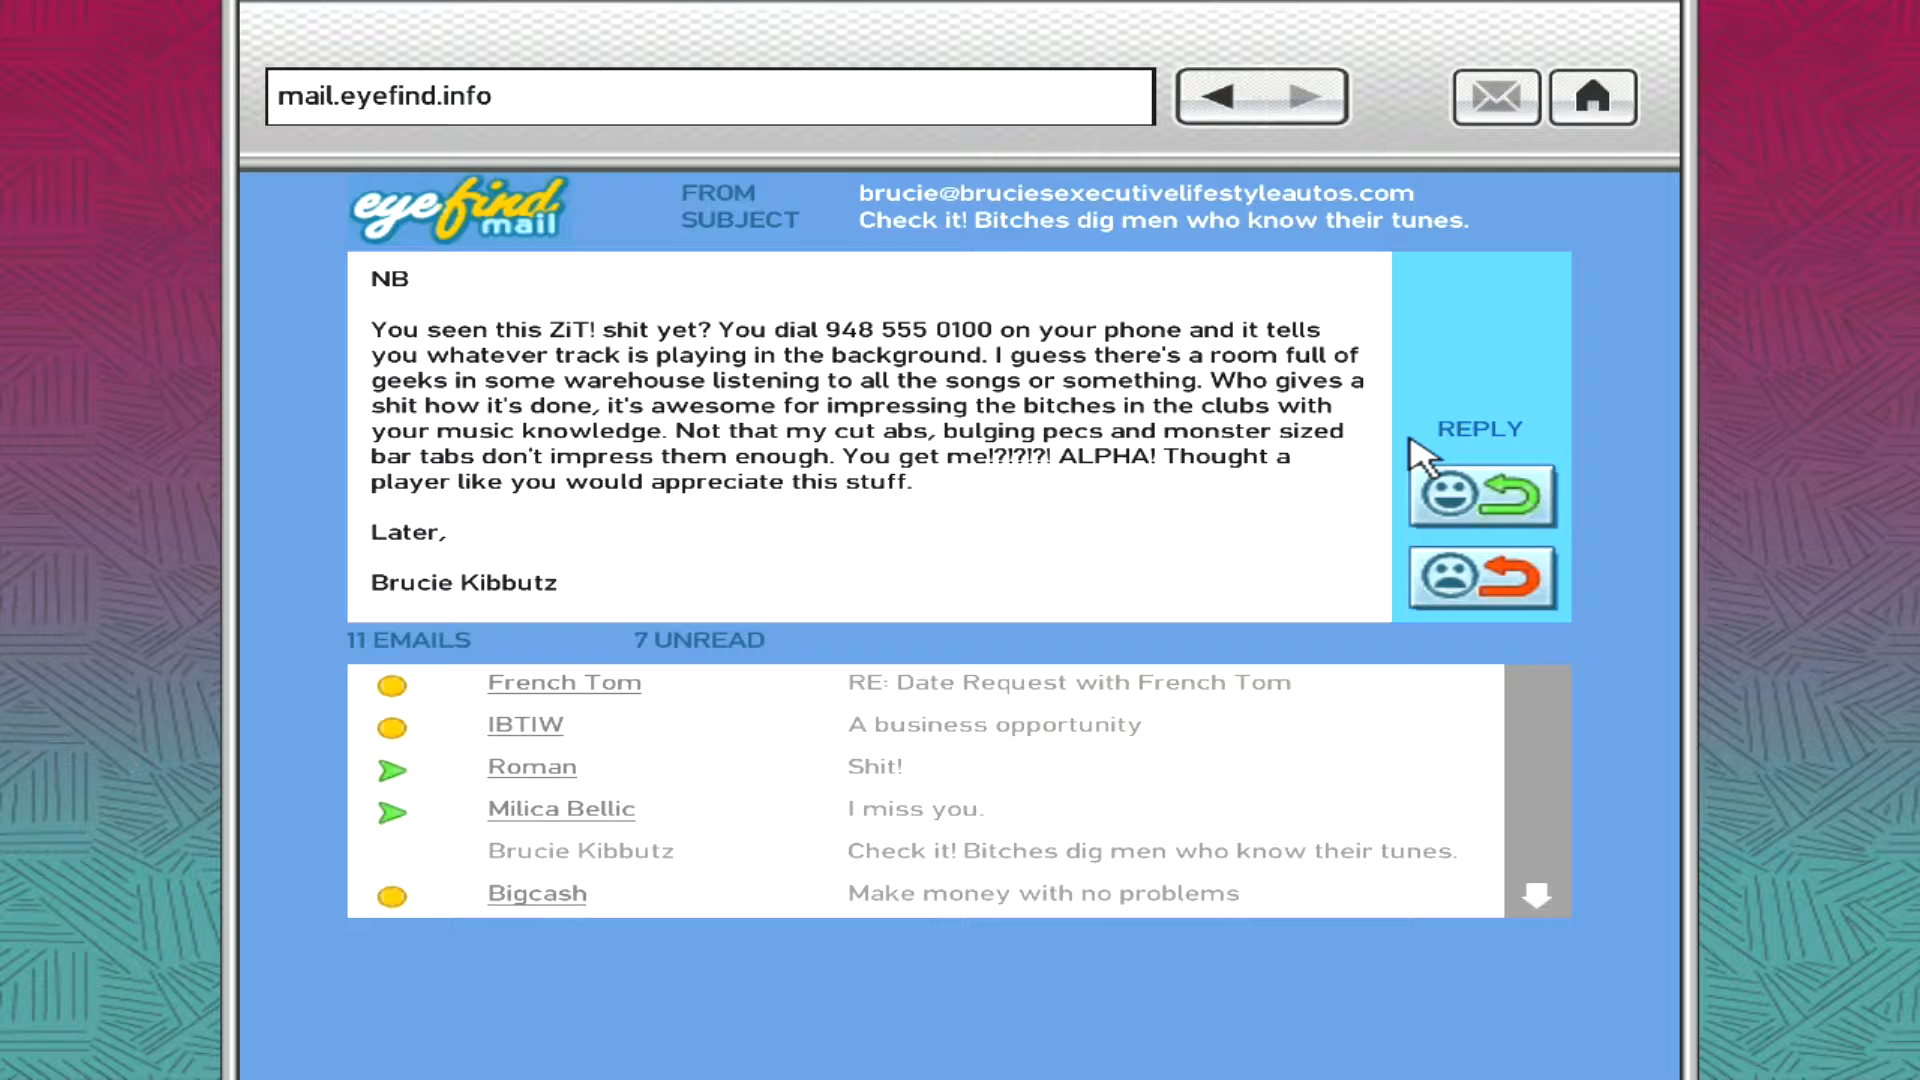 mail.eyefind.info
eyefind mail
FROM brucie@bruciesexecutivelifestyleautos.com
SUBJECT Check it! Bitches dig men who know their tunes.
NB
You seen this ZiT! shit yet? You dial 948 555 0100 on your phone and it tells
you whatever track is playing in the background. I guess there's a room full of
geeks in some warehouse listening to all the songs or something. Who gives a
shit how it's done, it's awesome for impressing the bitches in the clubs with
your music knowledge. Not that my cut abs, bulging pecs and monster sized
bar tabs don't impress them enough. You get me!?!?!?! ALPHA! Thought a
player like you would appreciate this stuff.
Later,
Brucie Kibbutz
REPLY
11 EMAILS 7 UNREAD
French Tom RE: Date Request with French Tom
IBTIW A business opportunity
Roman Shit!
Milica Bellic I miss you.
Brucie Kibbutz Check it! Bitches dig men who know their tunes.
Bigcash Make money with no problems